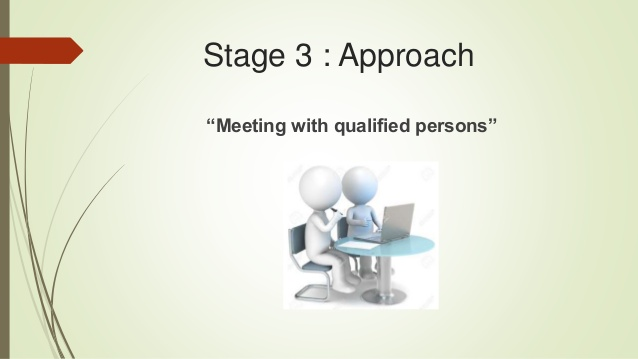 Stage 3 : Approach
“Meeting with qualified persons”